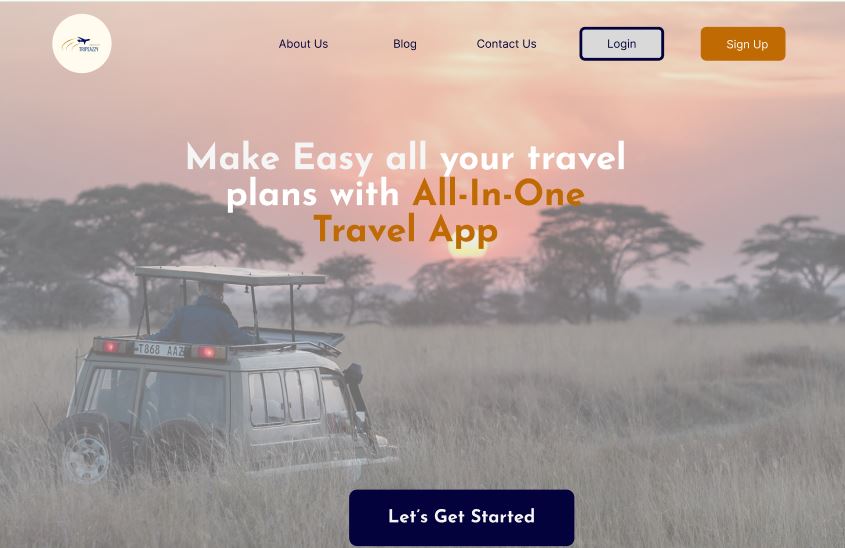 TRIPEAZY
About Us
Blog
Contact Us
Login
Sign Up
Make Easy all your travel
plans with All-In-One
Travel App
T868 AAZ
Let's Get Started